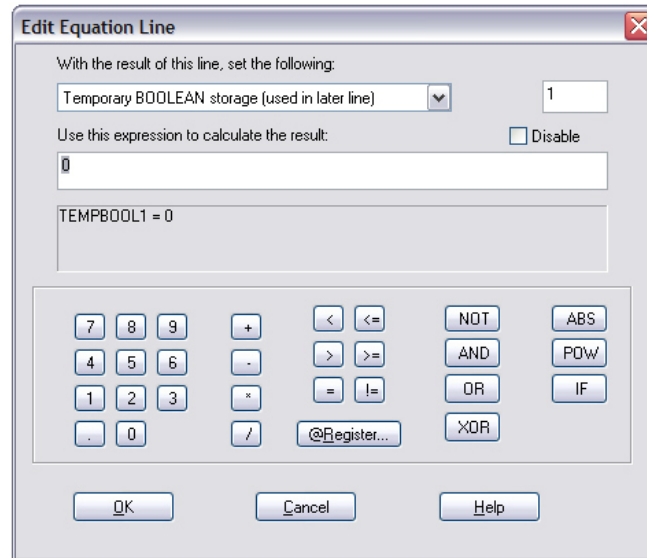 Edit Equation Line
With the result of this line, set the following:
Temporary BOOLEAN storage (used in later line) 1
Use this expression to calculate the result: Disable
0
TEMPBOOL1 = 0
7 8 9 + < <= NOT ABS
4 5 6 - > >= AND POW
1 2 3 * = != OR IF
. 0 / @Register... XOR
OK Cancel Help